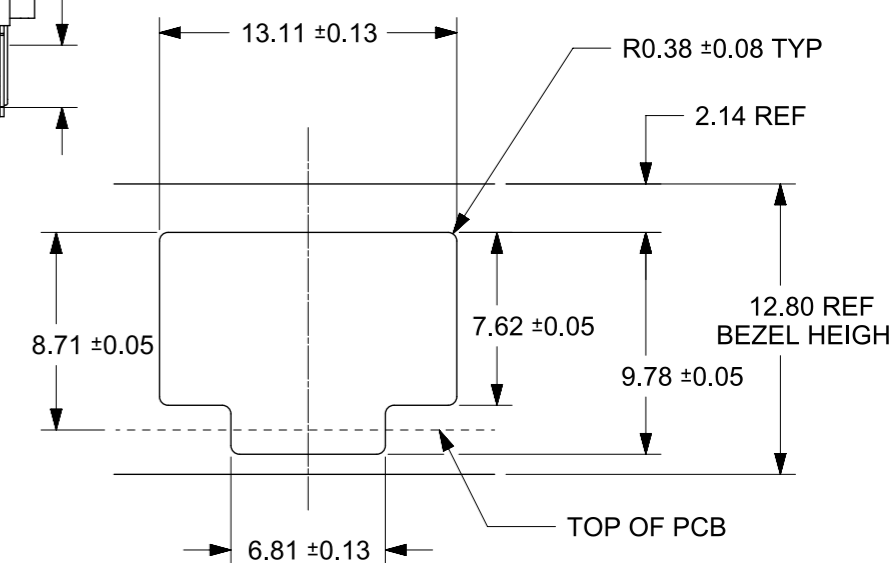 13.11 ±0.13
R0.38 ±0.08 TYP
2.14 REF
8.71 ±0.05
7.62 ±0.05
12.80 REF
BEZEL HEIGH
9.78 ±0.05
TOP OF PCB
6.81 ±0.13